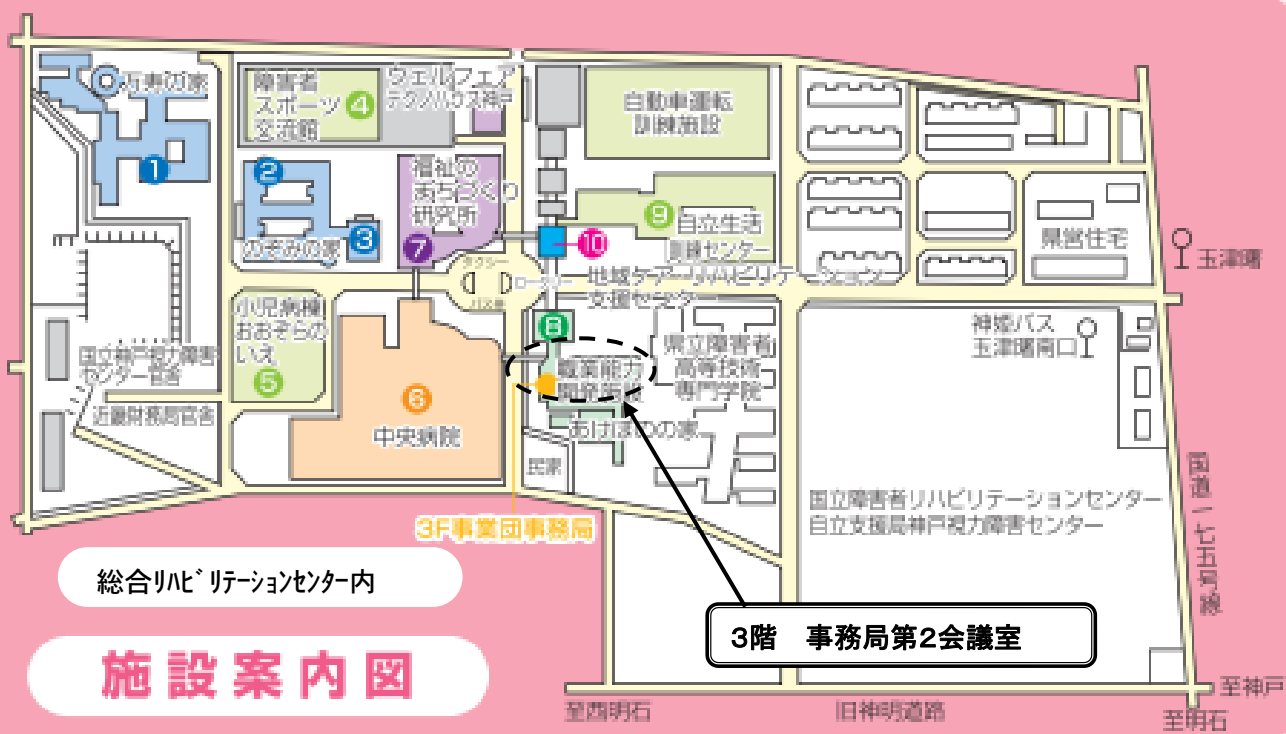 万寿の家
1
障害者
スポーツ
交流館
4
ウェルフェア
テクノハウス神戸
自動車運転
訓練施設
2
のぞみの家
3
福祉の
まちづくり
研究所
7
9
自立生活
訓練センター
10
県営住宅
玉津曙
タクシー
ロータリー
バス停
地域ケア・リハビリテーション
支援センター
小児病棟
おおぞらの
いえ
5
国立神戸視力障害
センター官舎
近畿財務局官舎
6
中央病院
8
職業能力
開発施設
あけぼのの家
県立障害者
高等技術
専門学院
神姫バス
玉津曙南口
民家
3F事業団事務局
国立障害者リハビリテーションセンター
自立支援局神戸視力障害センター
国道一七五号線
総合リハビリテーションセンター内
3階　事務局第2会議室
施設案内図
至西明石
旧神明道路
至神戸
至明石